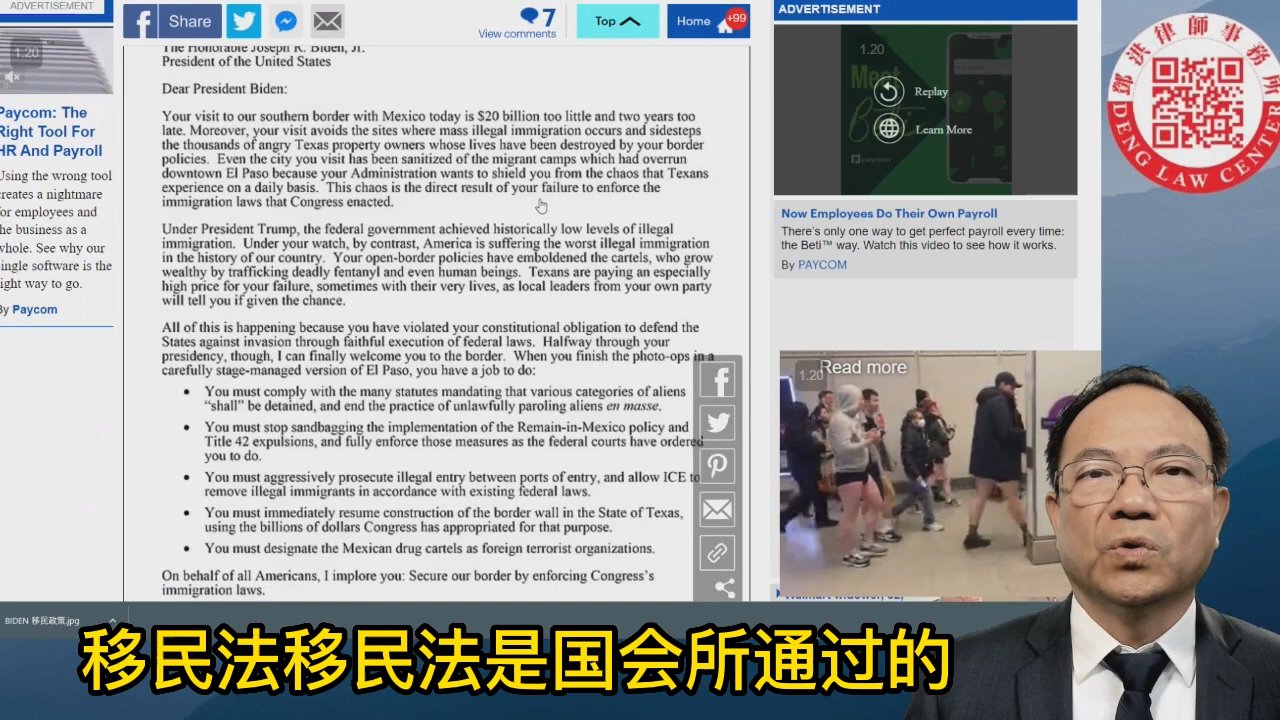 ADVERTISEMENT
1.20
Paycom: The
Right Tool For
HR And Payroll
Using the wrong tool
creates a nightmare
for employees and
the business as a
whole. See why our
single software is the
right way to go.
By Paycom
Share
7
View comments
Top
Home
+99
The Honorable Joseph R. Biden, Jr.
President of the United States
Dear President Biden:
Your visit to our southern border with Mexico today is $20 billion too little and two years too
late. Moreover, your visit avoids the sites where mass illegal immigration occurs and sidesteps
the thousands of angry Texas property owners whose lives have been destroyed by your border
policies. Even the city you visit has been sanitized of the migrant camps which had overrun
downtown El Paso because your Administration wants to shield you from the chaos that Texans
experience on a daily basis. This chaos is the direct result of your failure to enforce the
immigration laws that Congress enacted.
Under President Trump, the federal government achieved historically low levels of illegal
immigration. Under your watch, by contrast, America is suffering the worst illegal immigration
in the history of our country. Your open-border policies have emboldened the cartels, who grow
wealthy by trafficking deadly fentanyl and even human beings. Texans are paying an especially
high price for your failure, sometimes with their very lives, as local leaders from your own party
will tell you if given the chance.
All of this is happening because you have violated your constitutional obligation to defend the
States against invasion through faithful execution of federal laws. Halfway through your
presidency, though, I can finally welcome you to the border. When you finish the photo-ops in a
carefully stage-managed version of El Paso, you have a job to do:
• You must comply with the many statutes mandating that various categories of aliens
“shall” be detained, and end the practice of unlawfully paroling aliens en masse.
• You must stop sandbagging the implementation of the Remain-in-Mexico policy and
Title 42 expulsions, and fully enforce those measures as the federal courts have ordered
you to do.
• You must aggressively prosecute illegal entry between ports of entry, and allow ICE to
remove illegal immigrants in accordance with existing federal laws.
• You must immediately resume construction of the border wall in the State of Texas,
using the billions of dollars Congress has appropriated for that purpose.
• You must designate the Mexican drug cartels as foreign terrorist organizations.
On behalf of all Americans, I implore you: Secure our border by enforcing Congress’s
immigration laws.
ADVERTISEMENT
1.20
Meet
Replay
Learn More
paycom
Now Employees Do Their Own Payroll
There’s only one way to get perfect payroll every time:
the Beti™ way. Watch this video to see how it works.
By PAYCOM
1.20
Read more
鄧洪律師事務所
DENG LAW CENTER
BIDEN 移民政策.jpg
移民法移民法是国会所通过的